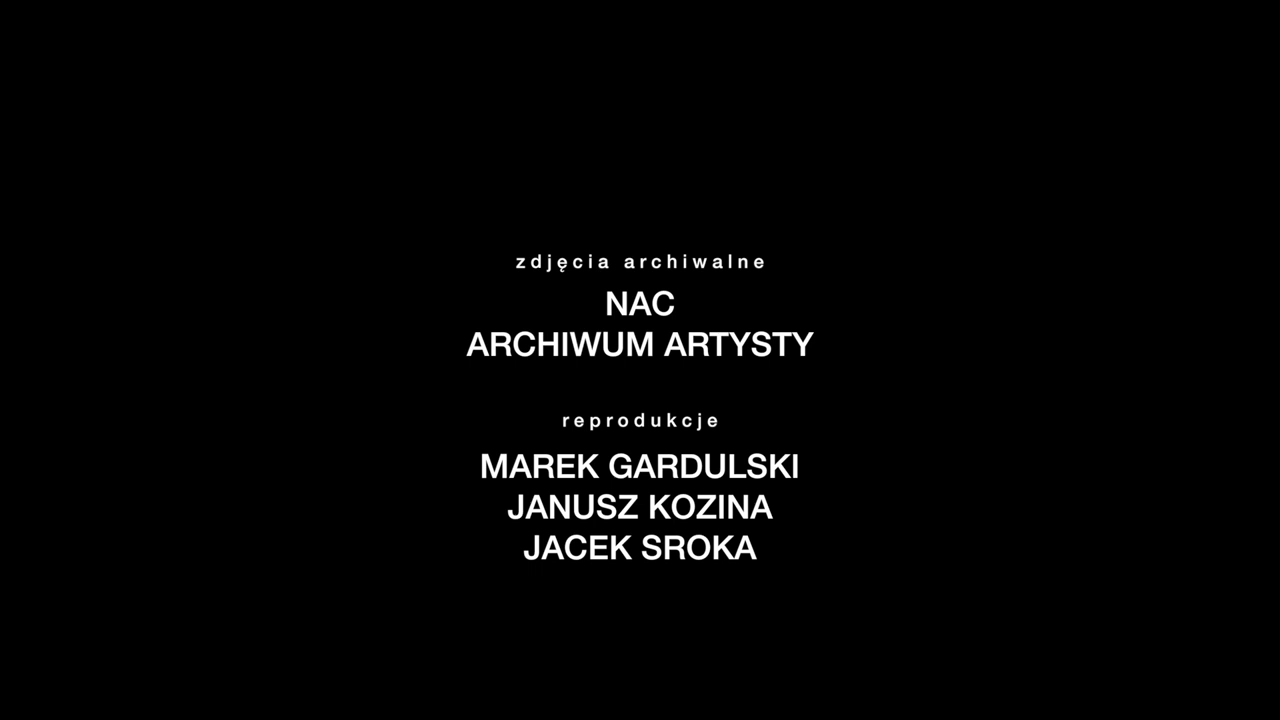 zdjęcia archiwalne
NAC
ARCHIWUM ARTYSTY
reprodukcje
MAREK GARDULSKI
JANUSZ KOZINA
JACEK SROKA